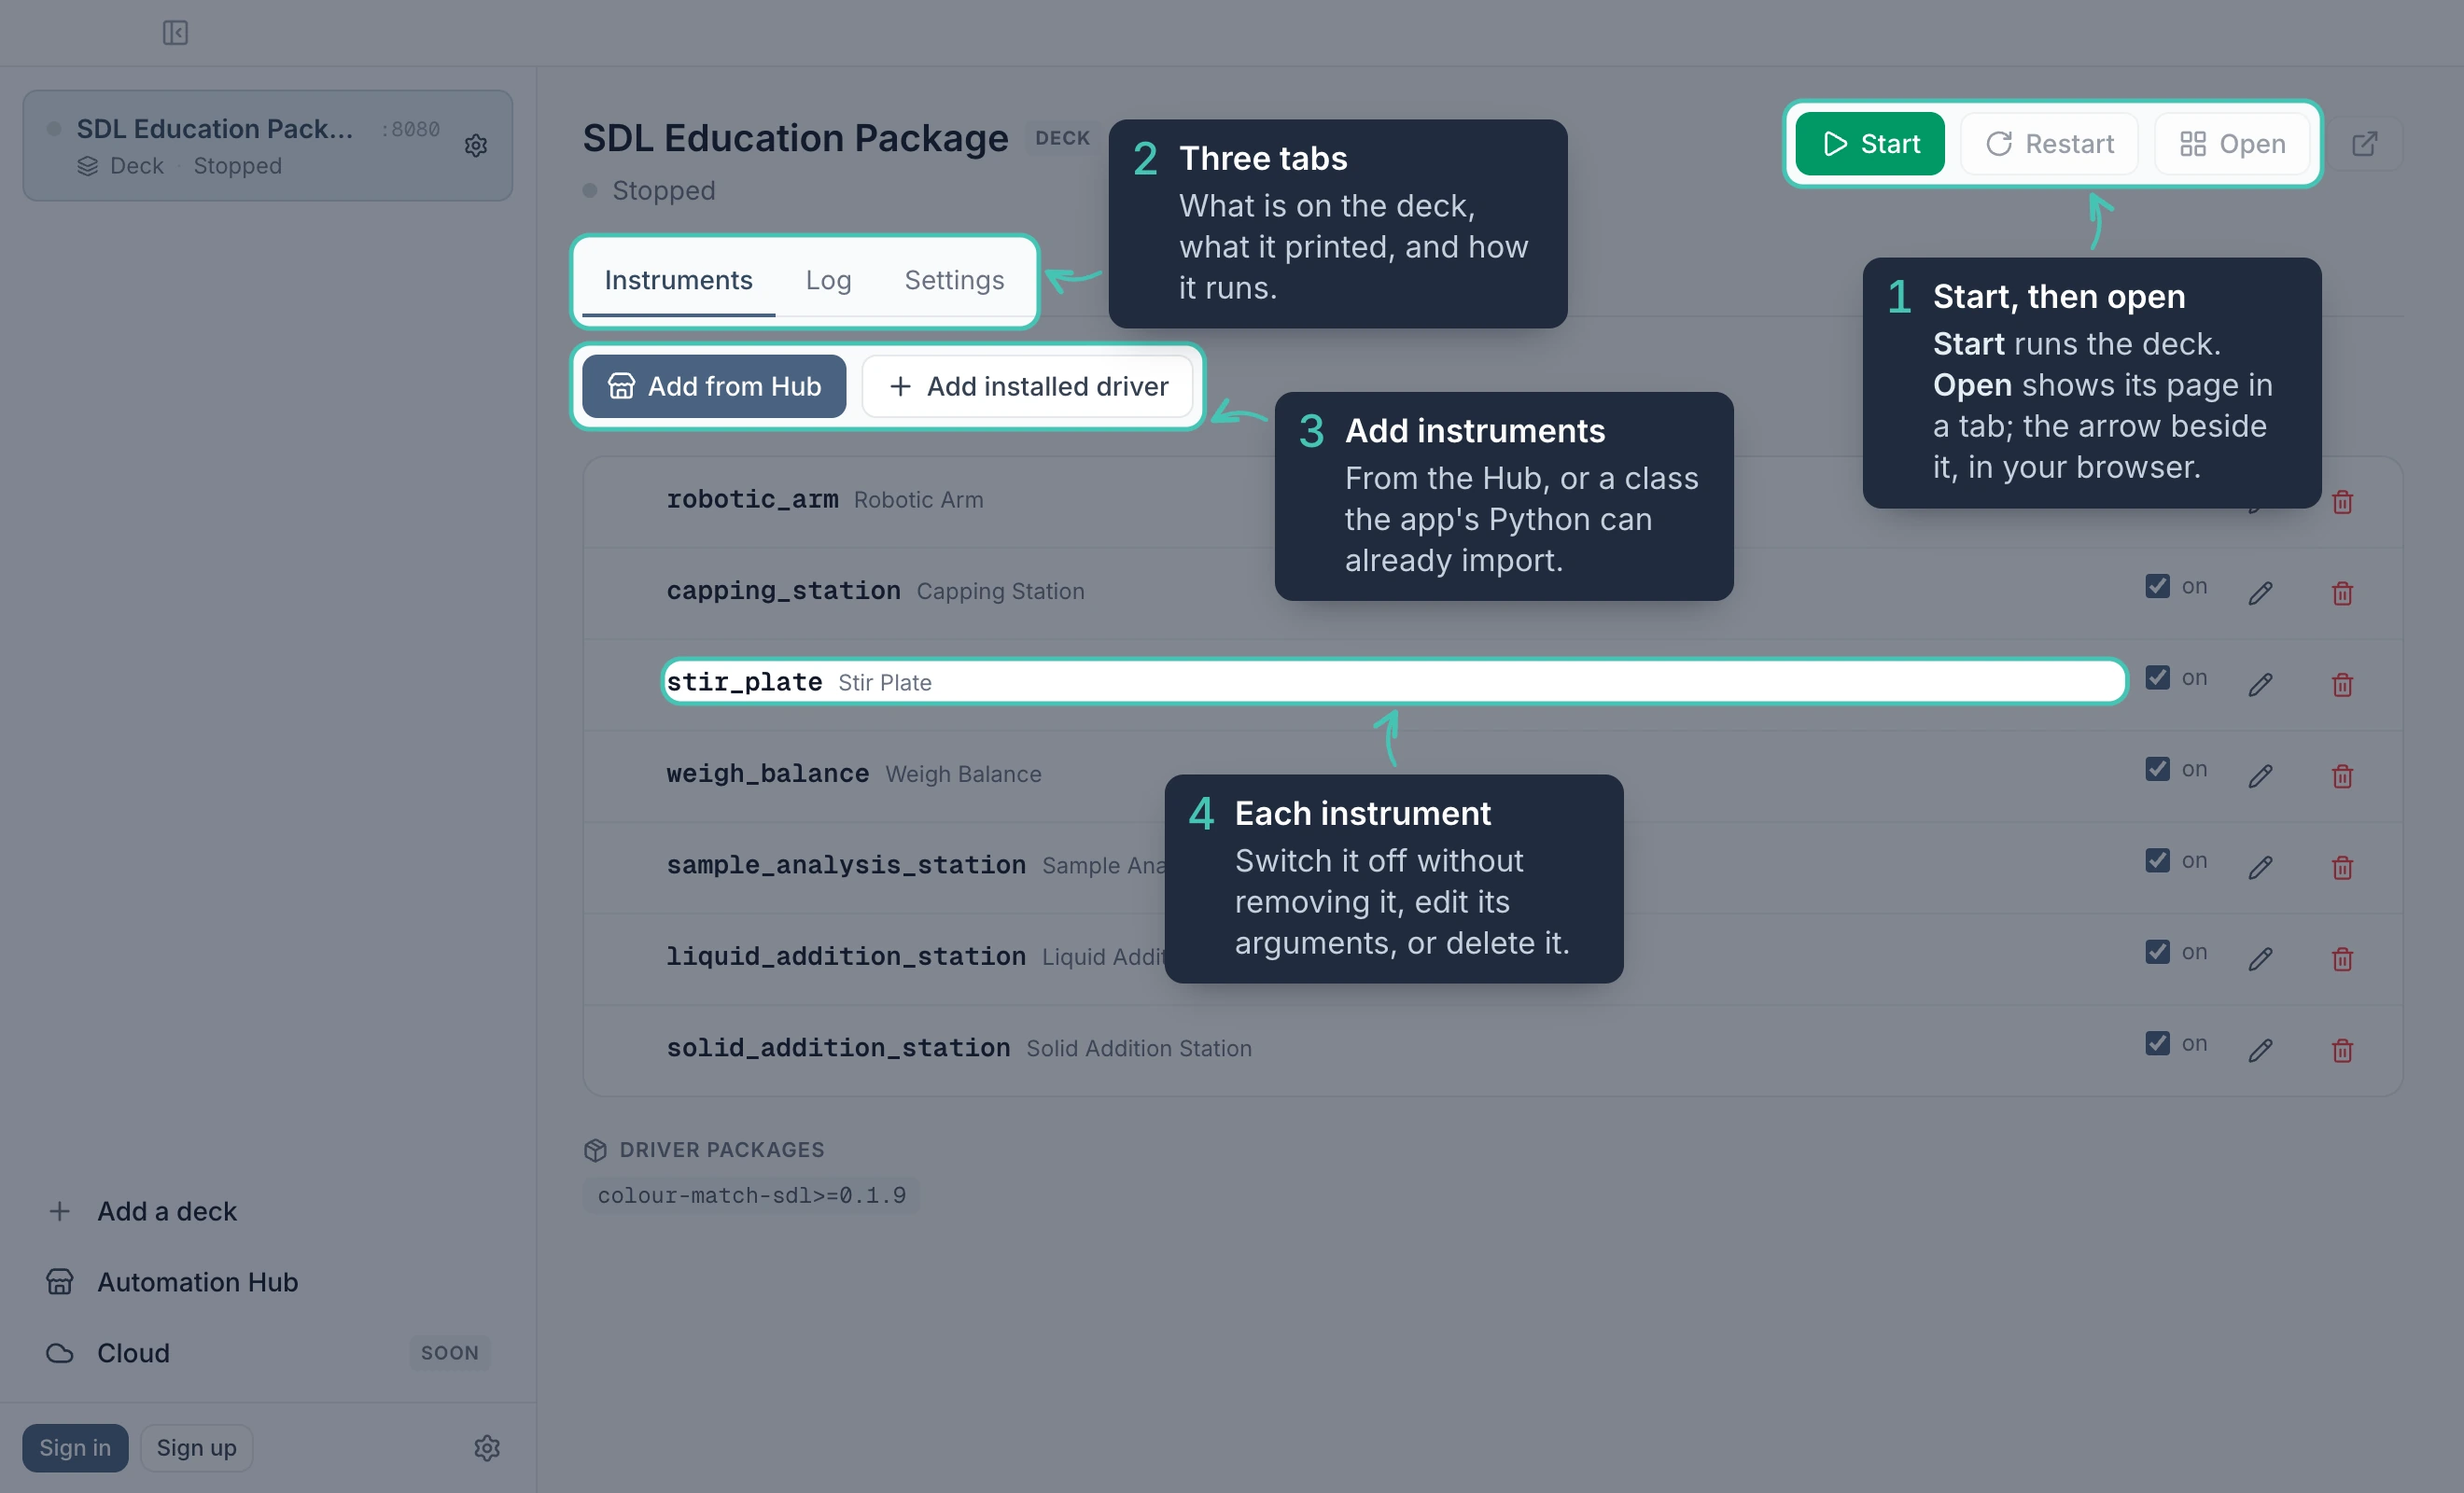 SDL Education Pack... :8080
Deck · Stopped
SDL Education Package DECK
Stopped
Start Restart Open
2 Three tabs
What is on the deck,
what it printed, and how
it runs.
1 Start, then open
Start runs the deck.
Open shows its page in
a tab; the arrow beside
it, in your browser.
Instruments Log Settings
Add from Hub + Add installed driver
3 Add instruments
From the Hub, or a class
the app's Python can
already import.
robotic_arm Robotic Arm
capping_station Capping Station on
stir_plate Stir Plate on
weigh_balance Weigh Balance on
4 Each instrument
Switch it off without
removing it, edit its
arguments, or delete it.
sample_analysis_station Sample Ana on
liquid_addition_station Liquid Addit on
solid_addition_station Solid Addition Station on
DRIVER PACKAGES
colour-match-sdl>=0.1.9
+ Add a deck
Automation Hub
Cloud SOON
Sign in Sign up